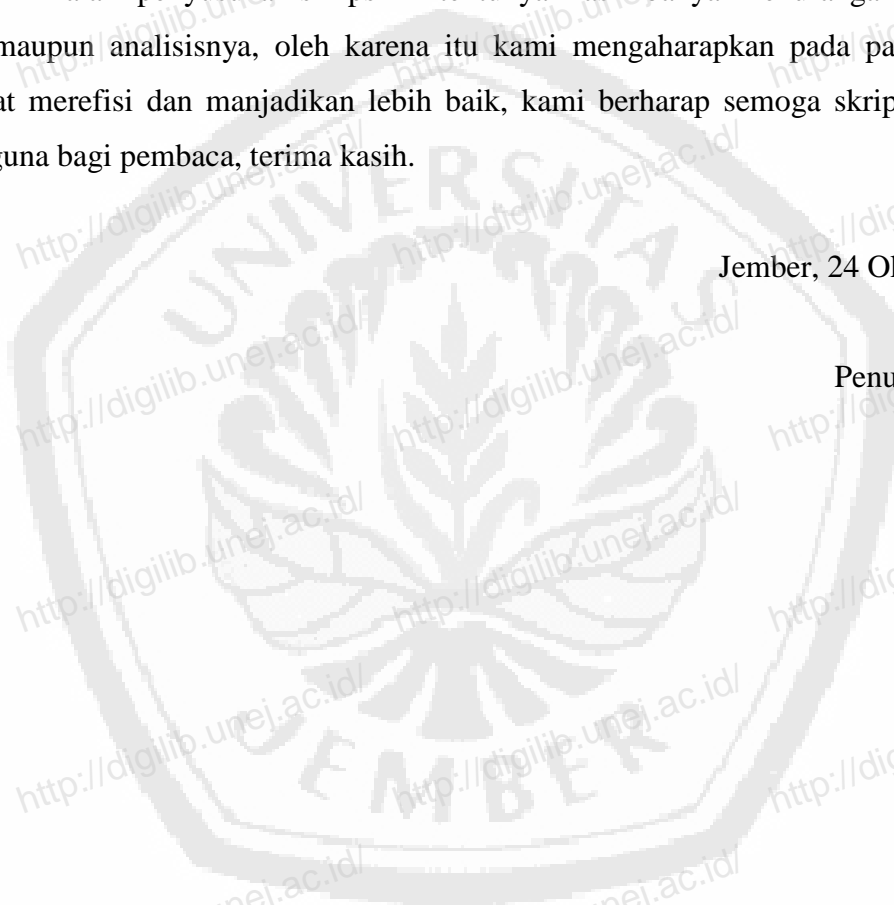 maupun analisisnya, oleh karena itu kami mengaharapkan pada
at merefisi dan manjadikan lebih baik, kami berharap semoga
guna bagi pembaca, terima kasih.
Jember, 24
UNIVERSITAS
JEMBER
http://digilib.unej.ac.id/
http://digilib.unej.ac.id/
http://digilib.unej.ac.id/
http://digilib.unej.ac.id/
http://digilib.unej.ac.id/
http://digilib.unej.ac.id/
http://digilib.unej.ac.id/
http://digilib.unej.ac.id/